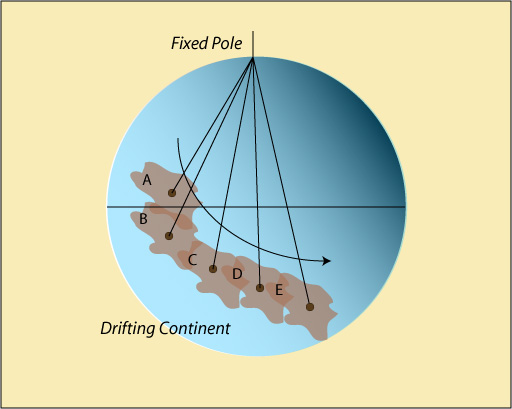 Fixed Pole
A
B
C
D
E
Drifting Continent